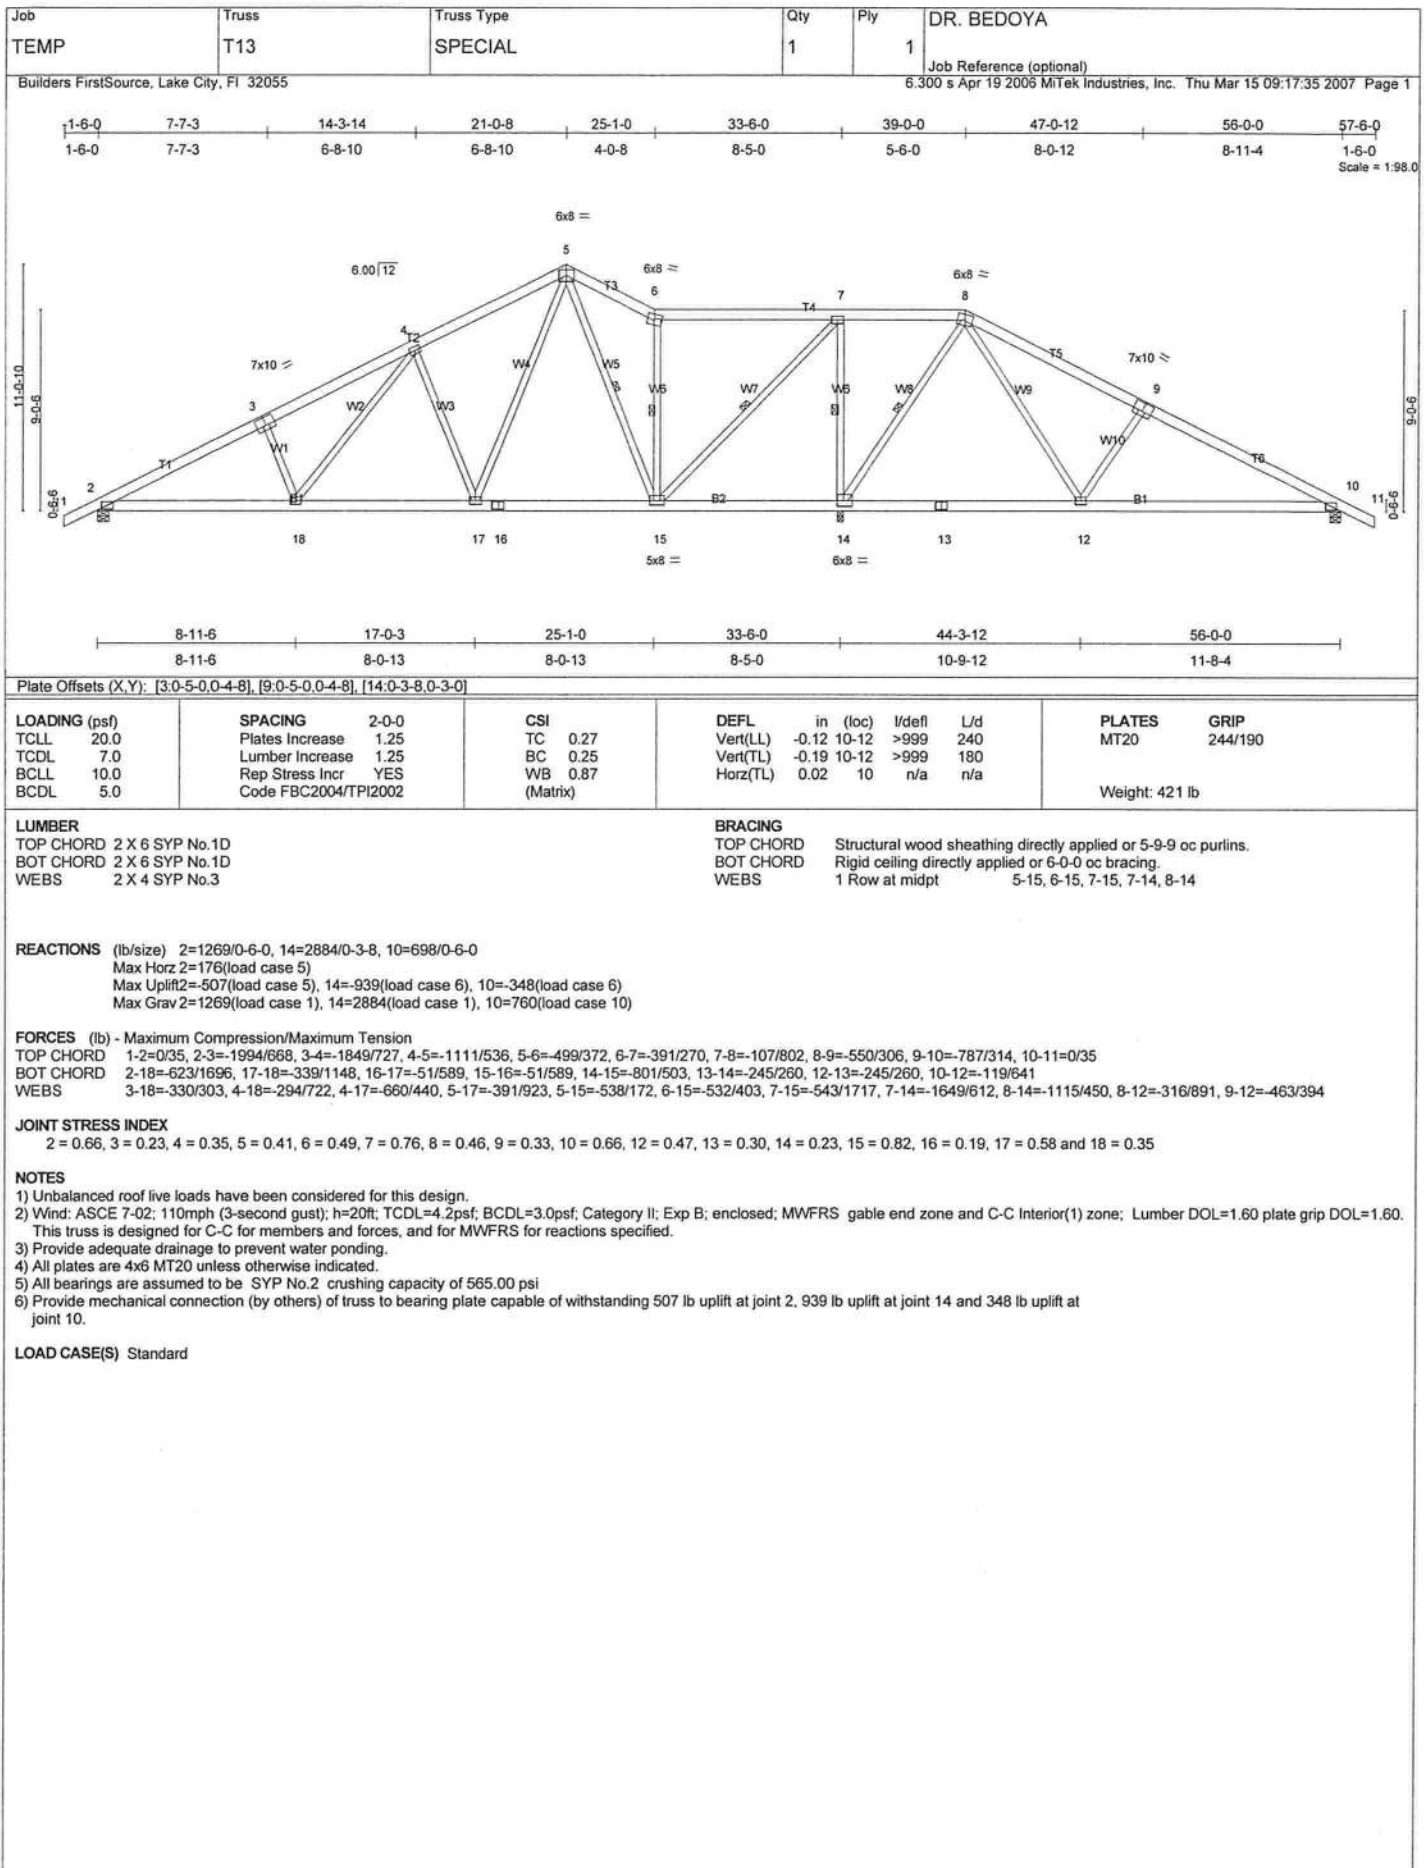 Job Truss Truss Type Qty Ply DR. BEDOYA
TEMP T13 SPECIAL 1 1
Job Reference (optional)
Builders FirstSource, Lake City, Fl 32055 6.300 s Apr 19 2006 MiTek Industries, Inc. Thu Mar 15 09:17:35 2007 Page 1
-1-6-0 7-7-3 14-3-14 21-0-8 25-1-0 33-6-0 39-0-0 47-0-12 56-0-0 57-6-0
1-6-0 7-7-3 6-8-10 6-8-10 4-0-8 8-5-0 5-6-0 8-0-12 8-11-4 1-6-0
Scale = 1:98.0
6x8 =
5
6.00 12
6x8 =
6x8 =
T3
6
7
8
T4
4
T2
7x10
T5
7x10
W4
W5
11-0-10
9-0-6
3
W2
W3
W6
W7
W6
W8
W9
9
9-0-6
W1
W10
T1
T6
2
10
0-6-6
1
B1
B2
B1
11
0-6-6
18 17 16 15 14 13 12
5x8 = 6x8 =
8-11-6 17-0-3 25-1-0 33-6-0 44-3-12 56-0-0
8-11-6 8-0-13 8-0-13 8-5-0 10-9-12 11-8-4
Plate Offsets (X,Y): [3:0-5-0,0-4-8], [9:0-5-0,0-4-8], [14:0-3-8,0-3-0]
LOADING (psf) SPACING 2-0-0 CSI DEFL in (loc) l/defl L/d PLATES GRIP
TCLL 20.0 Plates Increase 1.25 TC 0.27 Vert(LL) -0.12 10-12 >999 240 MT20 244/190
TCDL 7.0 Lumber Increase 1.25 BC 0.25 Vert(TL) -0.19 10-12 >999 180
BCLL 10.0 Rep Stress Incr YES WB 0.87 Horz(TL) 0.02 10 n/a n/a
BCDL 5.0 Code FBC2004/TPI2002 (Matrix) Weight: 421 lb
LUMBER BRACING
TOP CHORD 2 X 6 SYP No.1D TOP CHORD Structural wood sheathing directly applied or 5-9-9 oc purlins.
BOT CHORD 2 X 6 SYP No.1D BOT CHORD Rigid ceiling directly applied or 6-0-0 oc bracing.
WEBS 2 X 4 SYP No.3 WEBS 1 Row at midpt 5-15, 6-15, 7-15, 7-14, 8-14
REACTIONS (lb/size) 2=1269/0-6-0, 14=2884/0-3-8, 10=698/0-6-0
Max Horz 2=176(load case 5)
Max Uplift2=-507(load case 5), 14=-939(load case 6), 10=-348(load case 6)
Max Grav 2=1269(load case 1), 14=2884(load case 1), 10=760(load case 10)
FORCES (lb) - Maximum Compression/Maximum Tension
TOP CHORD 1-2=0/35, 2-3=-1994/668, 3-4=-1849/727, 4-5=-1111/536, 5-6=-499/372, 6-7=-391/270, 7-8=-107/802, 8-9=-550/306, 9-10=-787/314, 10-11=0/35
BOT CHORD 2-18=-623/1696, 17-18=-339/1148, 16-17=-51/589, 15-16=-51/589, 14-15=-801/503, 13-14=-245/260, 12-13=-245/260, 10-12=-119/641
WEBS 3-18=-330/303, 4-18=-294/722, 4-17=-660/440, 5-17=-391/923, 5-15=-538/172, 6-15=-532/403, 7-15=-543/1717, 7-14=-1649/612, 8-14=-1115/450, 8-12=-316/891, 9-12=-463/394
JOINT STRESS INDEX
2 = 0.66, 3 = 0.23, 4 = 0.35, 5 = 0.41, 6 = 0.49, 7 = 0.76, 8 = 0.46, 9 = 0.33, 10 = 0.66, 12 = 0.47, 13 = 0.30, 14 = 0.23, 15 = 0.82, 16 = 0.19, 17 = 0.58 and 18 = 0.35
NOTES
1) Unbalanced roof live loads have been considered for this design.
2) Wind: ASCE 7-02; 110mph (3-second gust); h=20ft; TCDL=4.2psf; BCDL=3.0psf; Category II; Exp B; enclosed; MWFRS gable end zone and C-C Interior(1) zone; Lumber DOL=1.60 plate grip DOL=1.60.
This truss is designed for C-C for members and forces, and for MWFRS for reactions specified.
3) Provide adequate drainage to prevent water ponding.
4) All plates are 4x6 MT20 unless otherwise indicated.
5) All bearings are assumed to be SYP No.2 crushing capacity of 565.00 psi
6) Provide mechanical connection (by others) of truss to bearing plate capable of withstanding 507 lb uplift at joint 2, 939 lb uplift at joint 14 and 348 lb uplift at
joint 10.
LOAD CASE(S) Standard